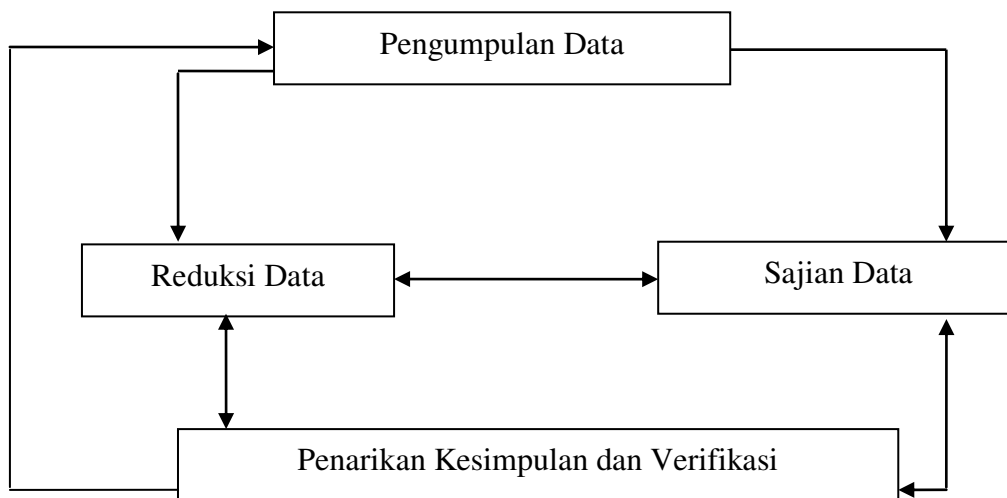 Pengumpulan Data
Reduksi Data
Sajian Data
Penarikan Kesimpulan dan Verifikasi